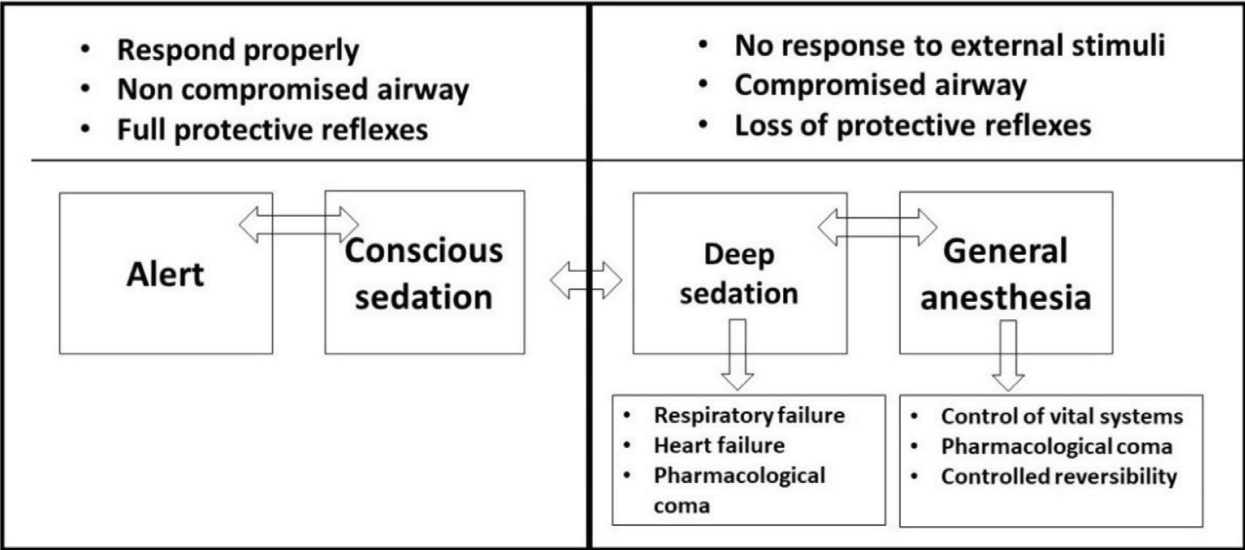 • Respond properly
• Non compromised airway
• Full protective reflexes
• No response to external stimuli
• Compromised airway
• Loss of protective reflexes
Alert
Conscious
sedation
Deep
sedation
General
anesthesia
• Respiratory failure
• Heart failure
• Pharmacological
coma
• Control of vital systems
• Pharmacological coma
• Controlled reversibility